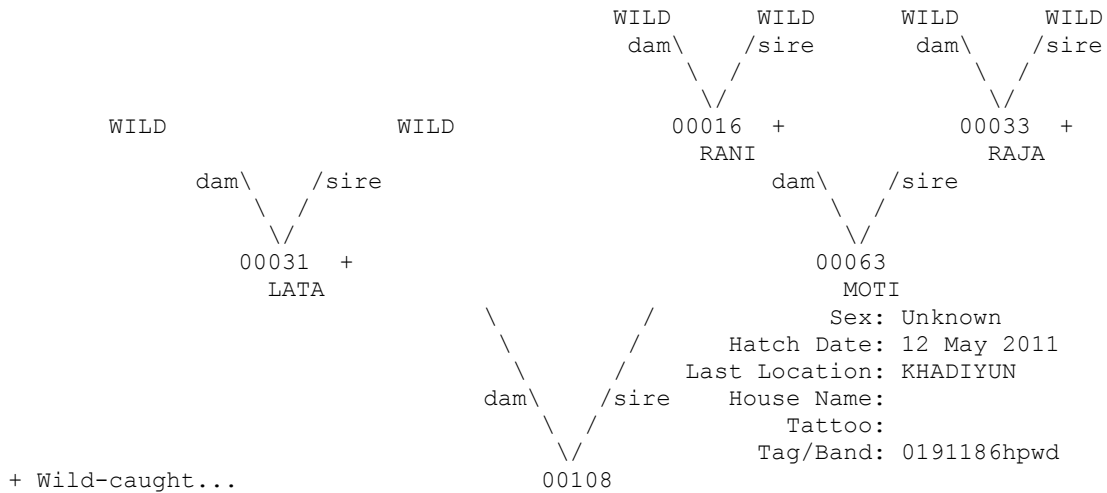 WILD WILD WILD WILD
dam\ /sire dam\ /sire
\ / \ /
\/ \/
WILD WILD 00016 + 00033 +
RANI RAJA
dam\ /sire dam\ /sire
\ / \ /
\/ \/
00031 + 00063
LATA MOTI
\ / Sex: Unknown
\ / Hatch Date: 12 May 2011
\ / Last Location: KHADIYUN
dam\ /sire House Name:
\ / Tattoo:
\/ Tag/Band: 0191186hpwd
+ Wild-caught... 00108